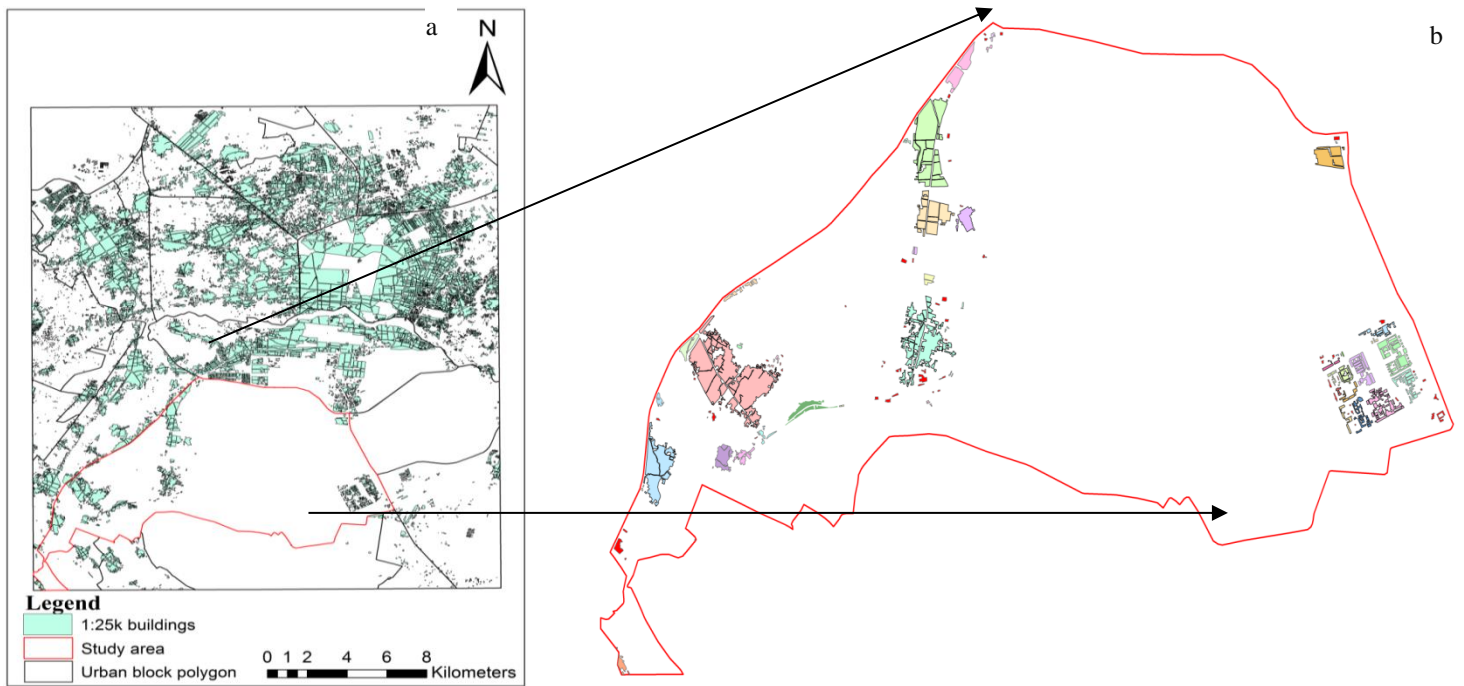 a
N
b
Legend
1:25k buildings
Study area
Urban block polygon
0 1 2 4 6 8
Kilometers